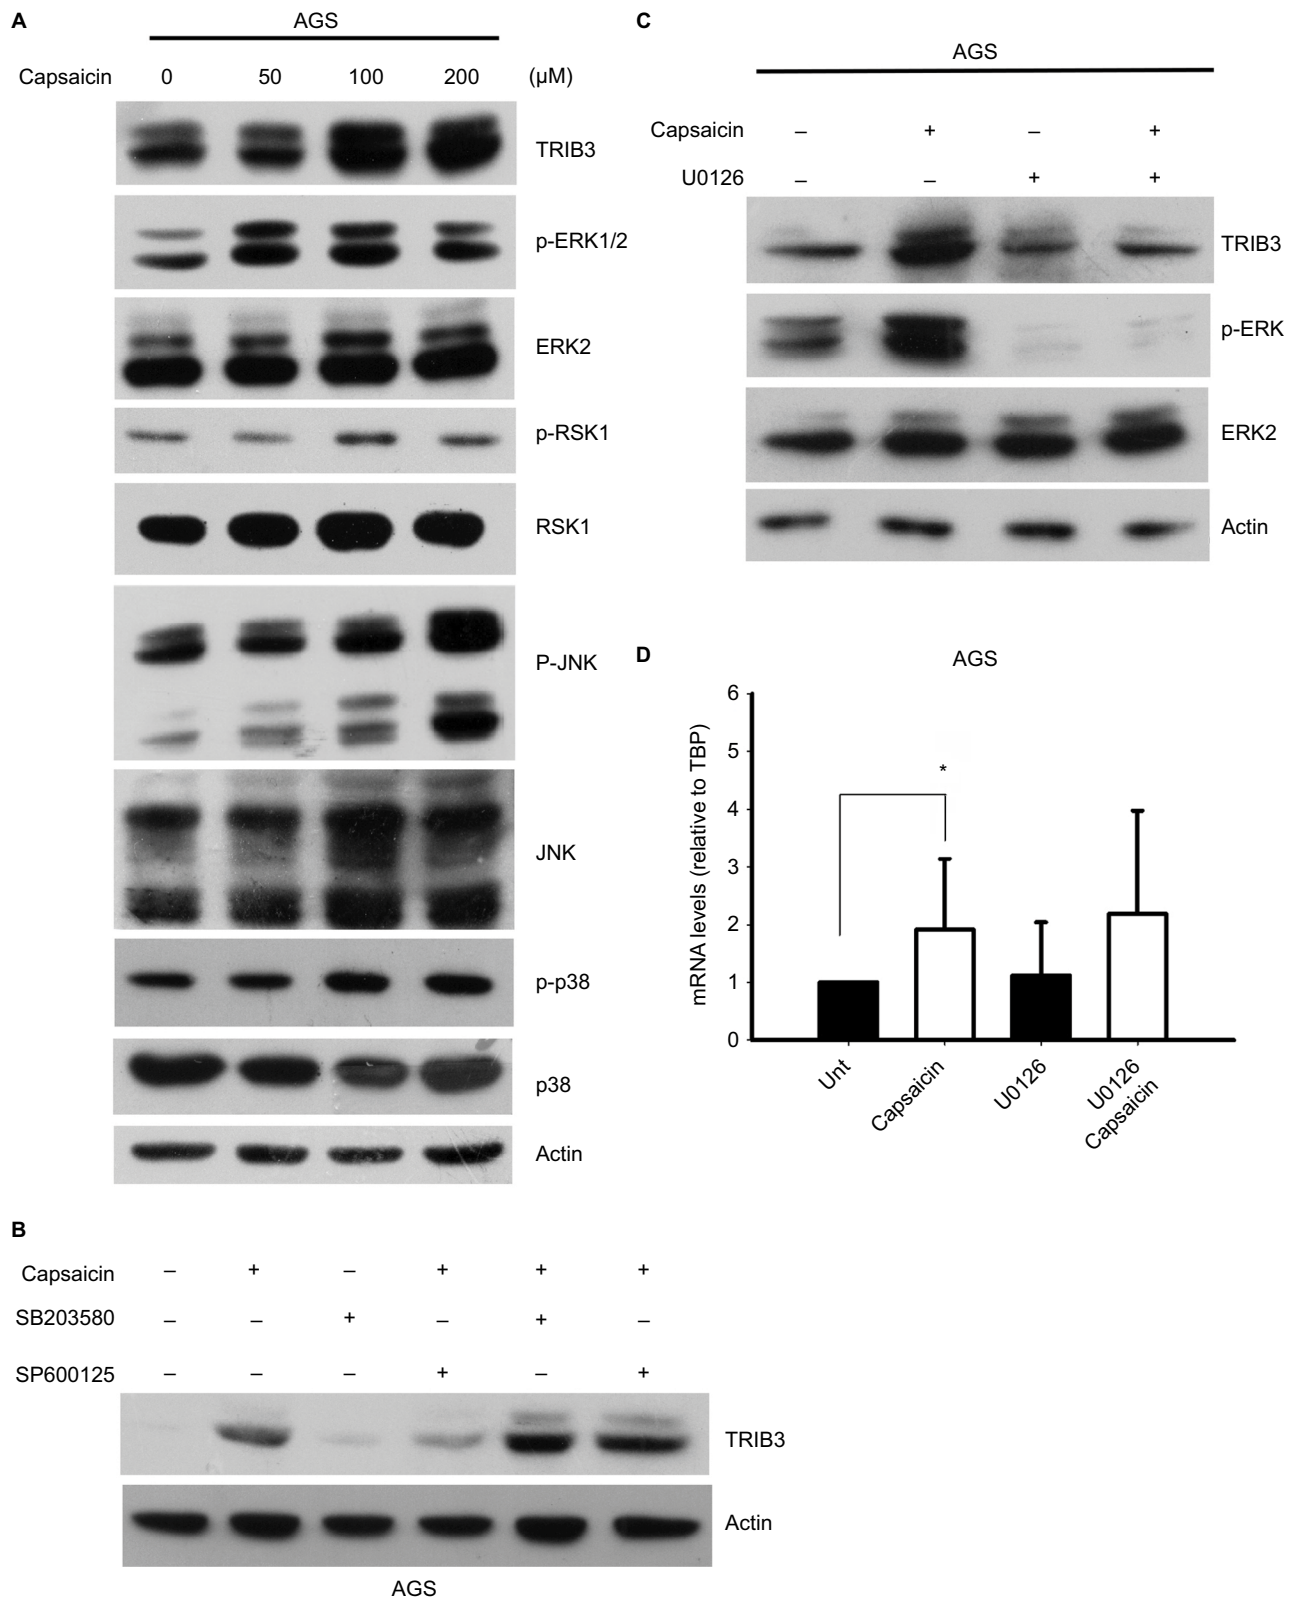 A
AGS
Capsaicin 0 50 100 200 (µM)
TRIB3
p-ERK1/2
ERK2
p-RSK1
RSK1
P-JNK
JNK
p-p38
p38
Actin
B
Capsaicin – + – + + +
SB203580 – – + – + –
SP600125 – – – + – +
TRIB3
Actin
AGS
C
AGS
Capsaicin – + – +
U0126 – – + +
TRIB3
p-ERK
ERK2
Actin
D
AGS
mRNA levels (relative to TBP)
6
5
4
3
2
1
0
*
Unt
Capsaicin
U0126
U0126
Capsaicin